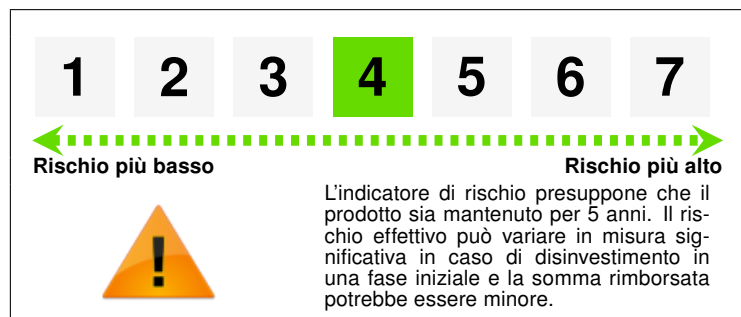 1 2 3 4 5 6 7
Rischio più basso Rischio più alto
L'indicatore di rischio presuppone che il
prodotto sia mantenuto per 5 anni. Il ris-
chio effettivo può variare in misura sig-
nificativa in caso di disinvestimento in
una fase iniziale e la somma rimborsata
potrebbe essere minore.